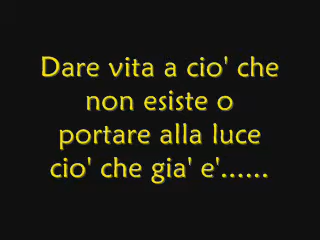 Dare vita a cio' che
non esiste o
portare alla luce
cio' che gia' e'......